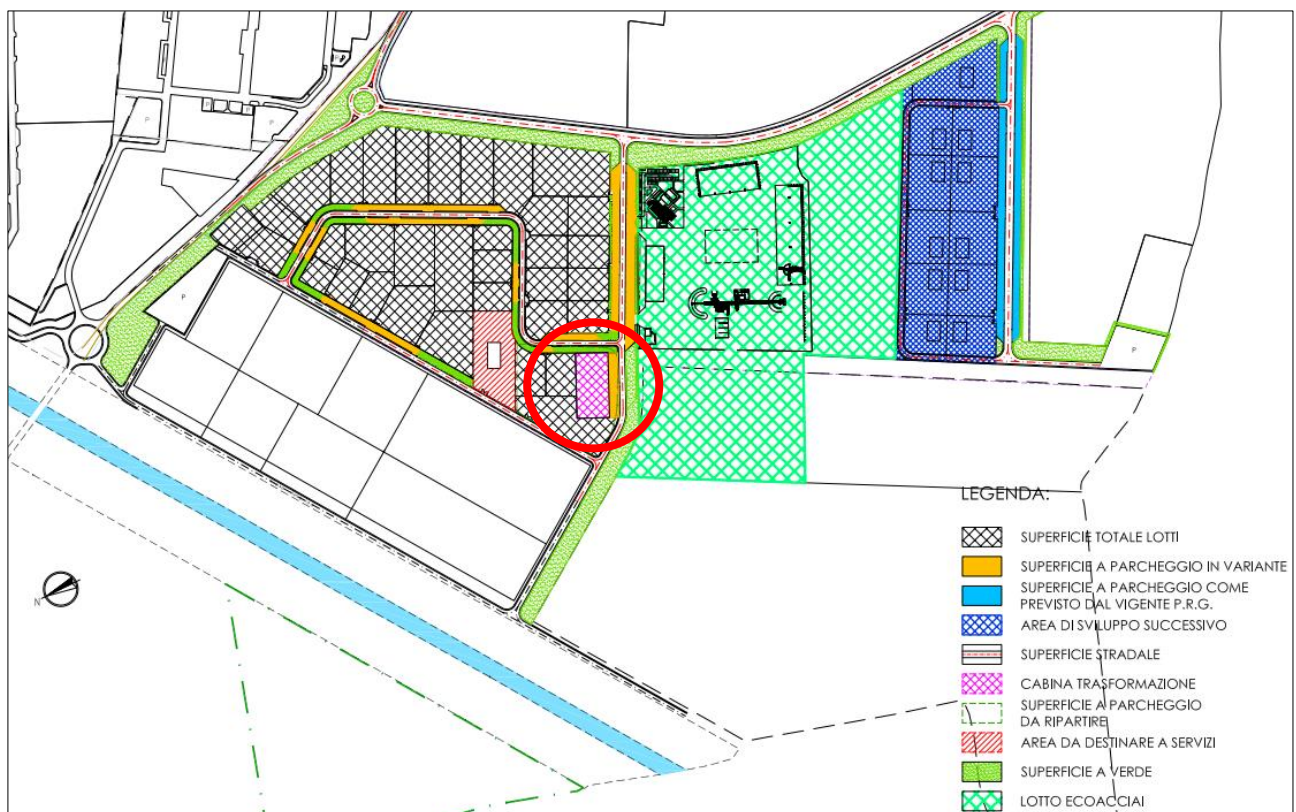 P
P
P
P
P
P
P
N
LEGENDA:
SUPERFICIE TOTALE LOTTI
SUPERFICIE A PARCHEGGIO IN VARIANTE
SUPERFICIE A PARCHEGGIO COME
PREVISTO DAL VIGENTE P.R.G.
AREA DI SVILUPPO SUCCESSIVO
SUPERFICIE STRADALE
CABINA TRASFORMAZIONE
SUPERFICIE A PARCHEGGIO
DA RIPARTIRE
AREA DA DESTINARE A SERVIZI
SUPERFICIE A VERDE
LOTTO ECOACCIAI